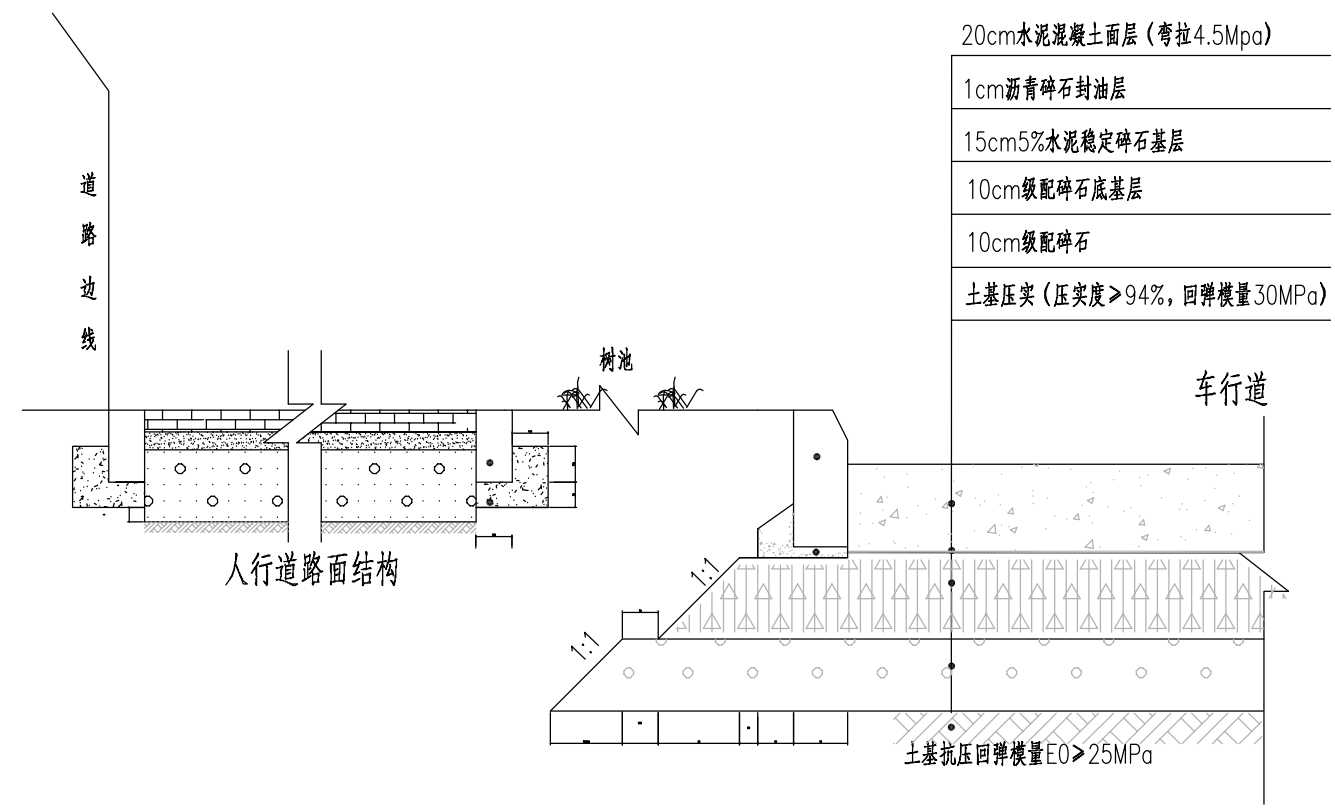 20cm水泥混凝土面层（弯拉4.5Mpa）
1cm沥青碎石封油层
15cm5%水泥稳定碎石基层
10cm级配碎石底基层
10cm级配碎石
土基压实（压实度≥94%，回弹模量30MPa）
道路边线
树池
车行道
人行道路面结构
1:1
1:1
土基抗压回弹模量E0≥25MPa